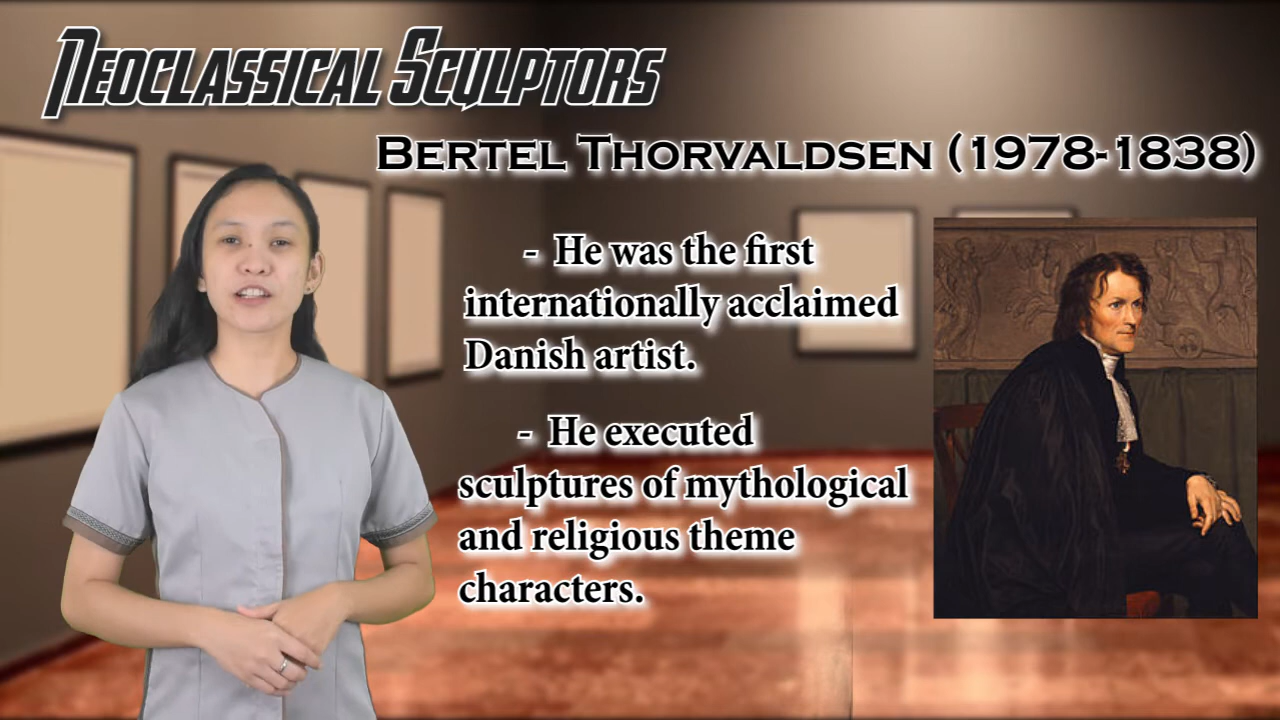 Neoclassical Sculptors
Bertel Thorvaldsen (1978-1838)
- He was the first
internationally acclaimed
Danish artist.
- He executed
sculptures of mythological
and religious theme
characters.